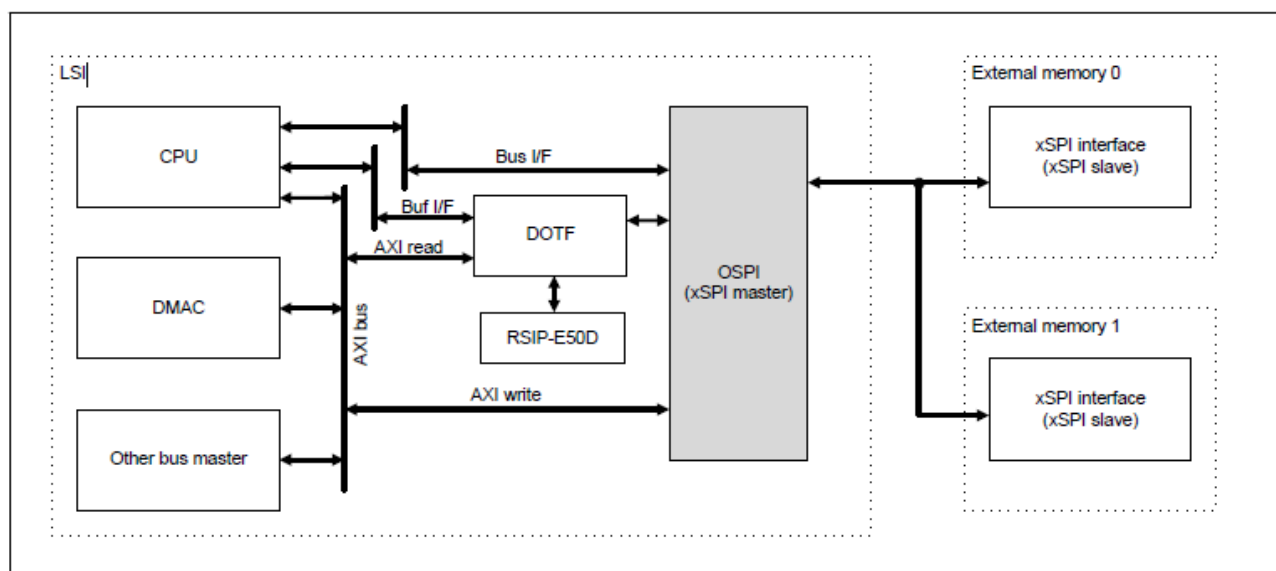 LSI
External memory 0
CPU
xSPI interface
(xSPI slave)
Bus I/F
Buf I/F
DOTF
AXI read
OSPI
(xSPI master)
DMAC
AXI bus
RSIP-E50D
External memory 1
AXI write
xSPI interface
(xSPI slave)
Other bus master